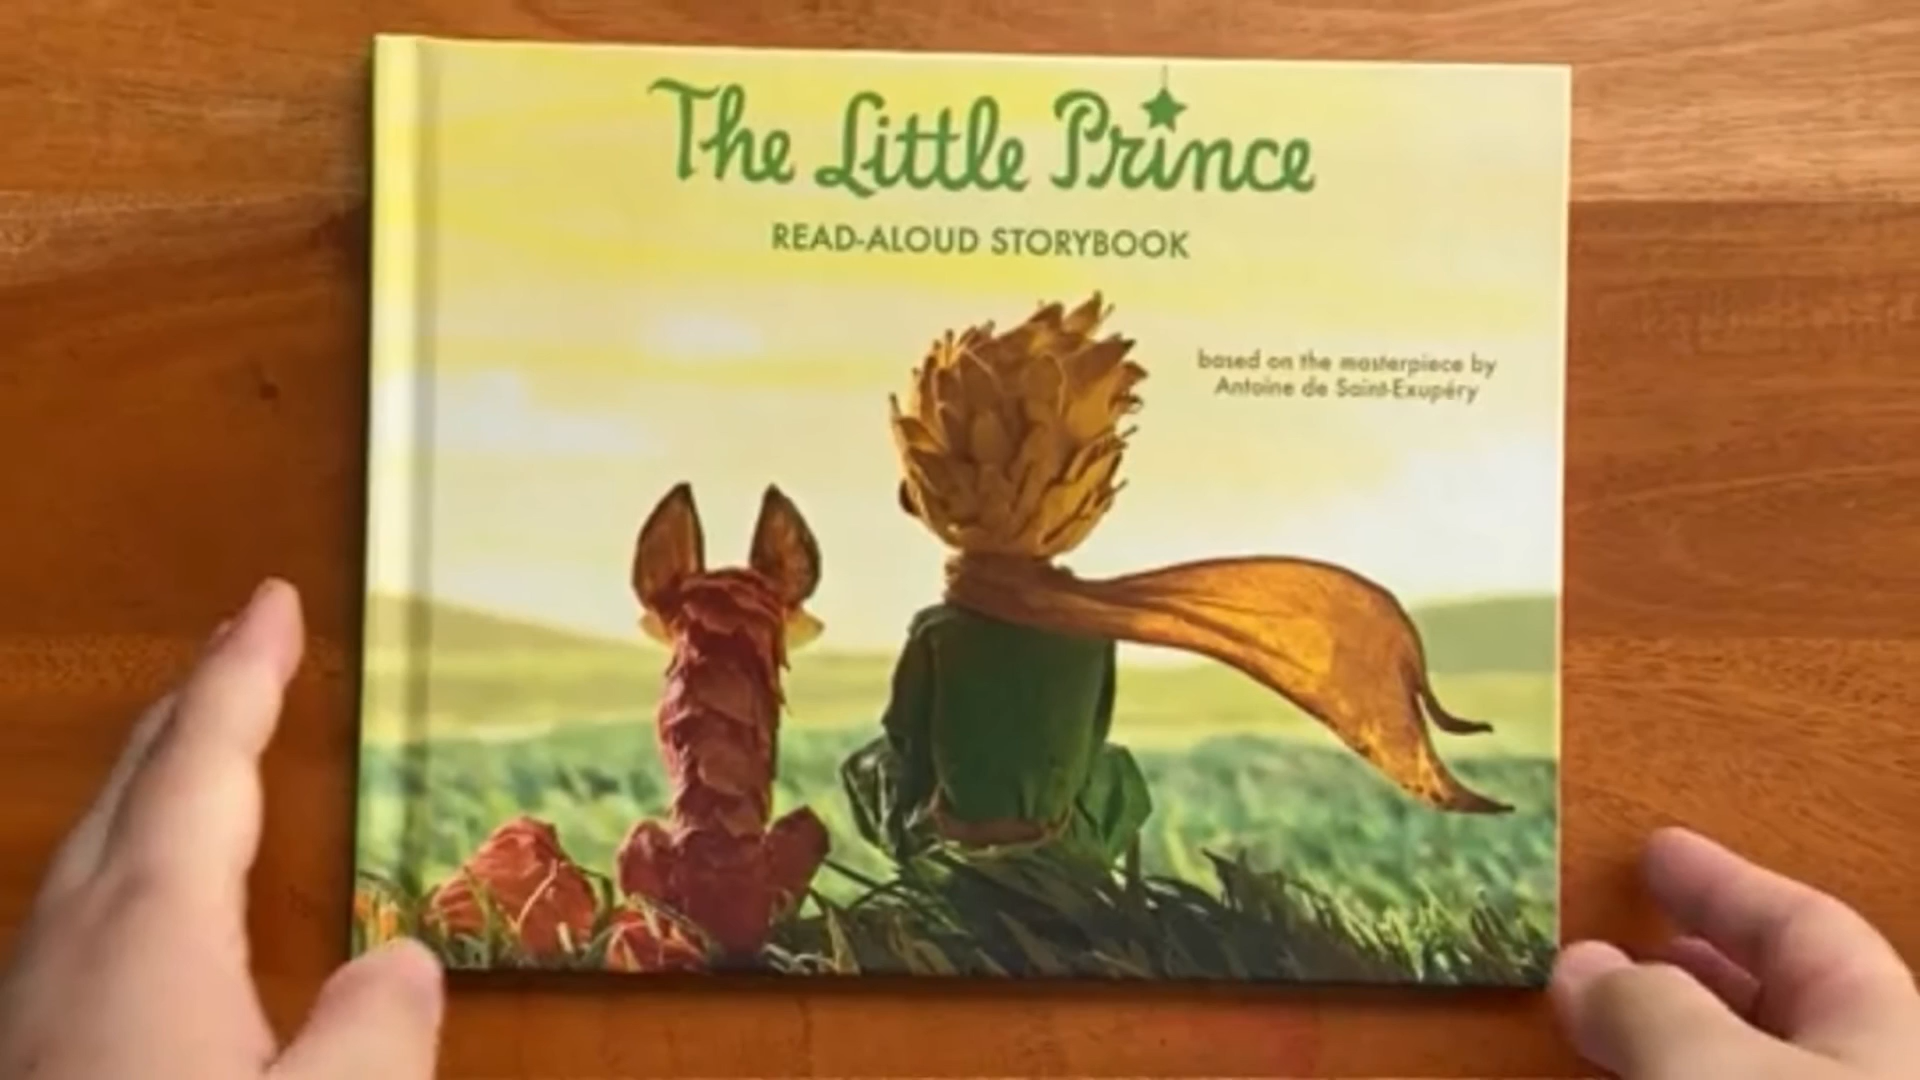 The Little Prince
READ-ALOUD STORYBOOK
based on the masterpiece by
Antoine de Saint-Exupéry